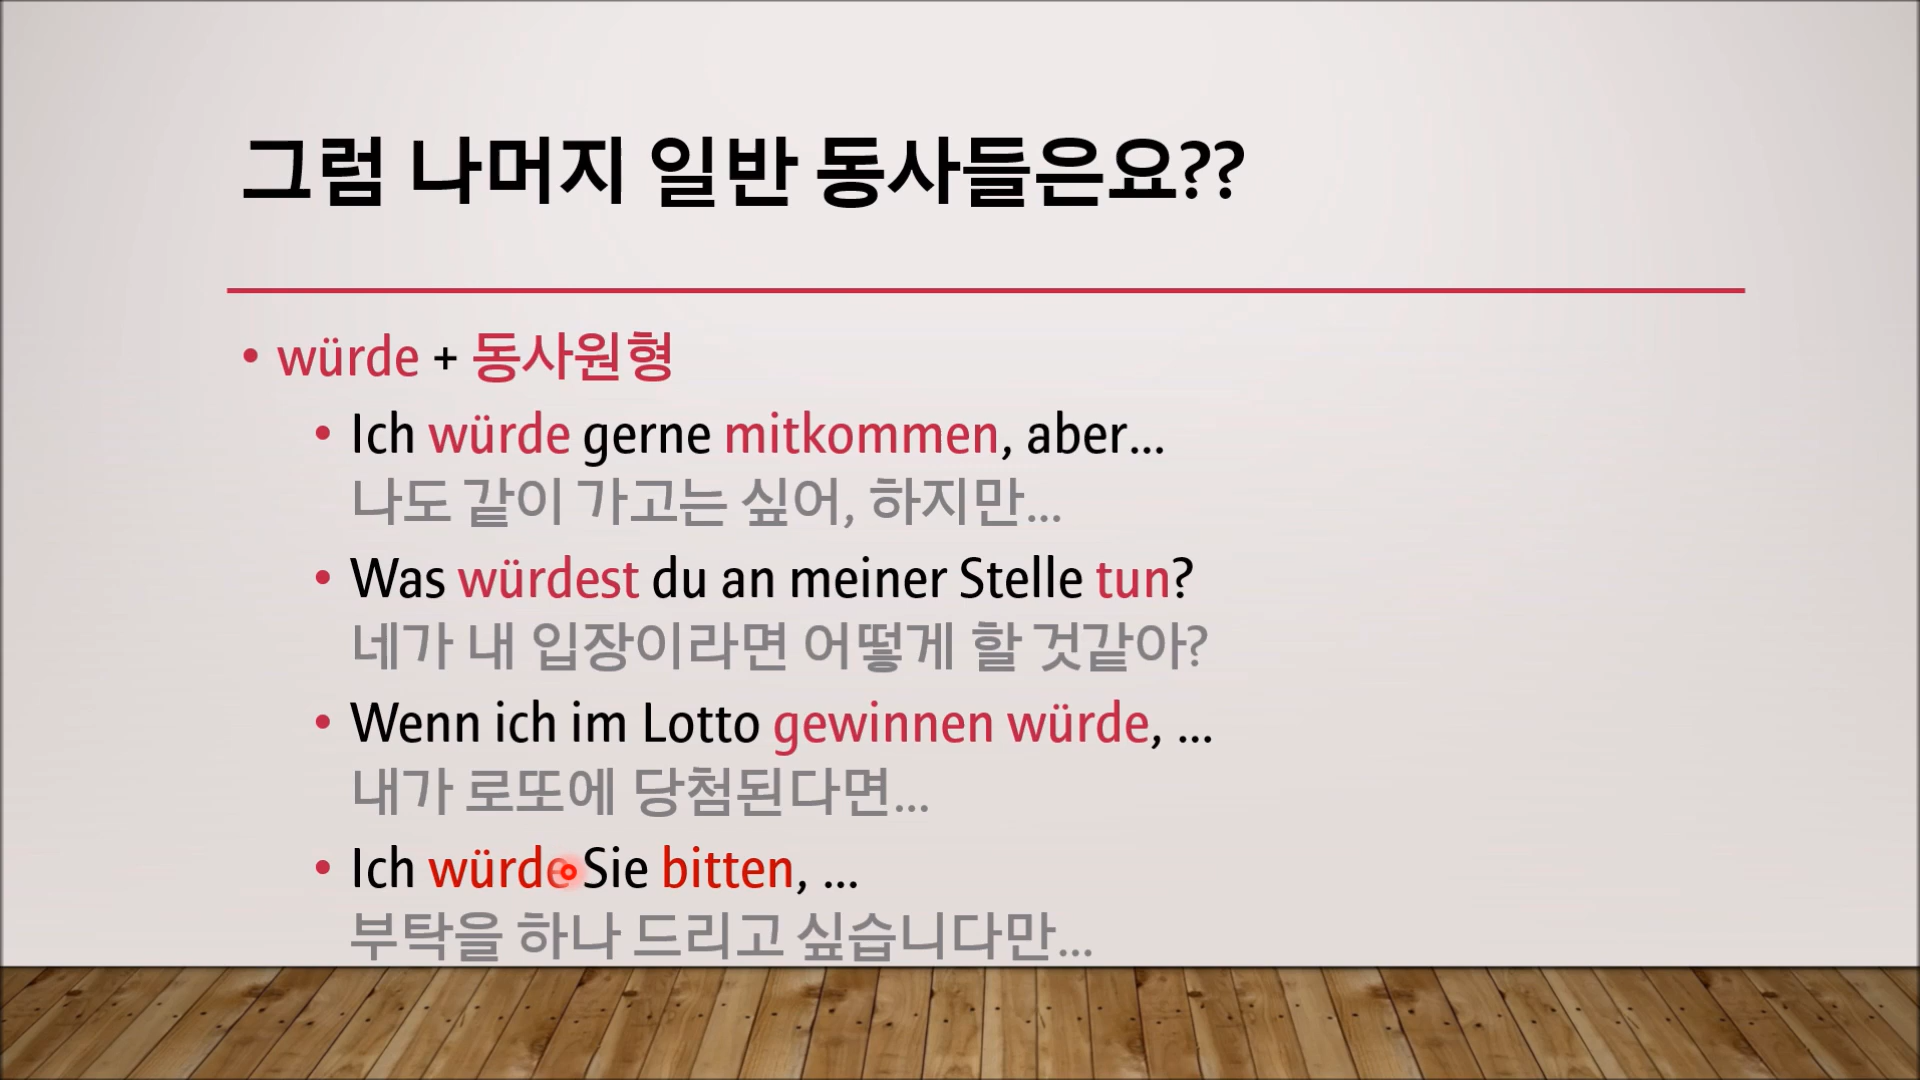 그럼 나머지 일반 동사들은요??
• würde + 동사원형
• Ich würde gerne mitkommen, aber...
나도 같이 가고는 싶어, 하지만...
• Was würdest du an meiner Stelle tun?
네가 내 입장이라면 어떻게 할 것같아?
• Wenn ich im Lotto gewinnen würde, ...
내가 로또에 당첨된다면...
• Ich würde Sie bitten, ...
부탁을 하나 드리고 싶습니다만...